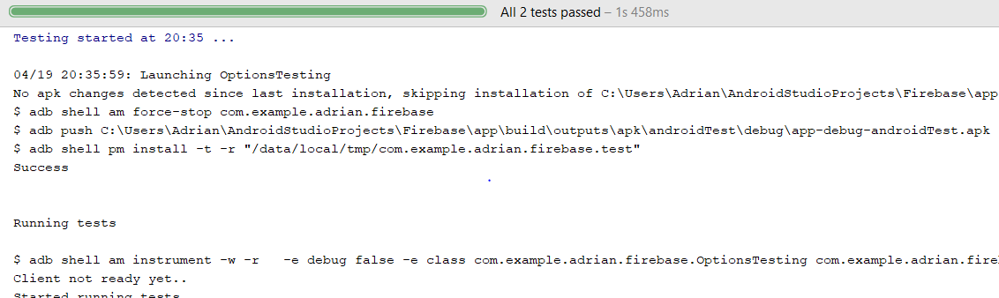 All 2 tests passed – 1s 458ms
Testing started at 20:35 ...
04/19 20:35:59: Launching OptionsTesting
No apk changes detected since last installation, skipping installation of C:\Users\Adrian\AndroidStudioProjects\Firebase\app
$ adb shell am force-stop com.example.adrian.firebase
$ adb push C:\Users\Adrian\AndroidStudioProjects\Firebase\app\build\outputs\apk\androidTest\debug\app-debug-androidTest.apk
$ adb shell pm install -t -r "/data/local/tmp/com.example.adrian.firebase.test"
Success
Running tests
$ adb shell am instrument -w -r   -e debug false -e class com.example.adrian.firebase.OptionsTesting com.example.adrian.fire
Client not ready yet..
Started running tests